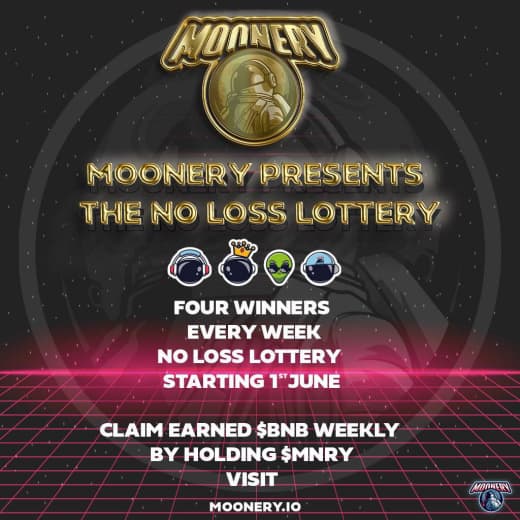 MOONERY
MOONERY PRESENTS
THE NO LOSS LOTTERY
FOUR WINNERS
EVERY WEEK
NO LOSS LOTTERY
STARTING 1ST JUNE
CLAIM EARNED $BNB WEEKLY
BY HOLDING $MNRY
VISIT
MOONERY.IO
MOONERY